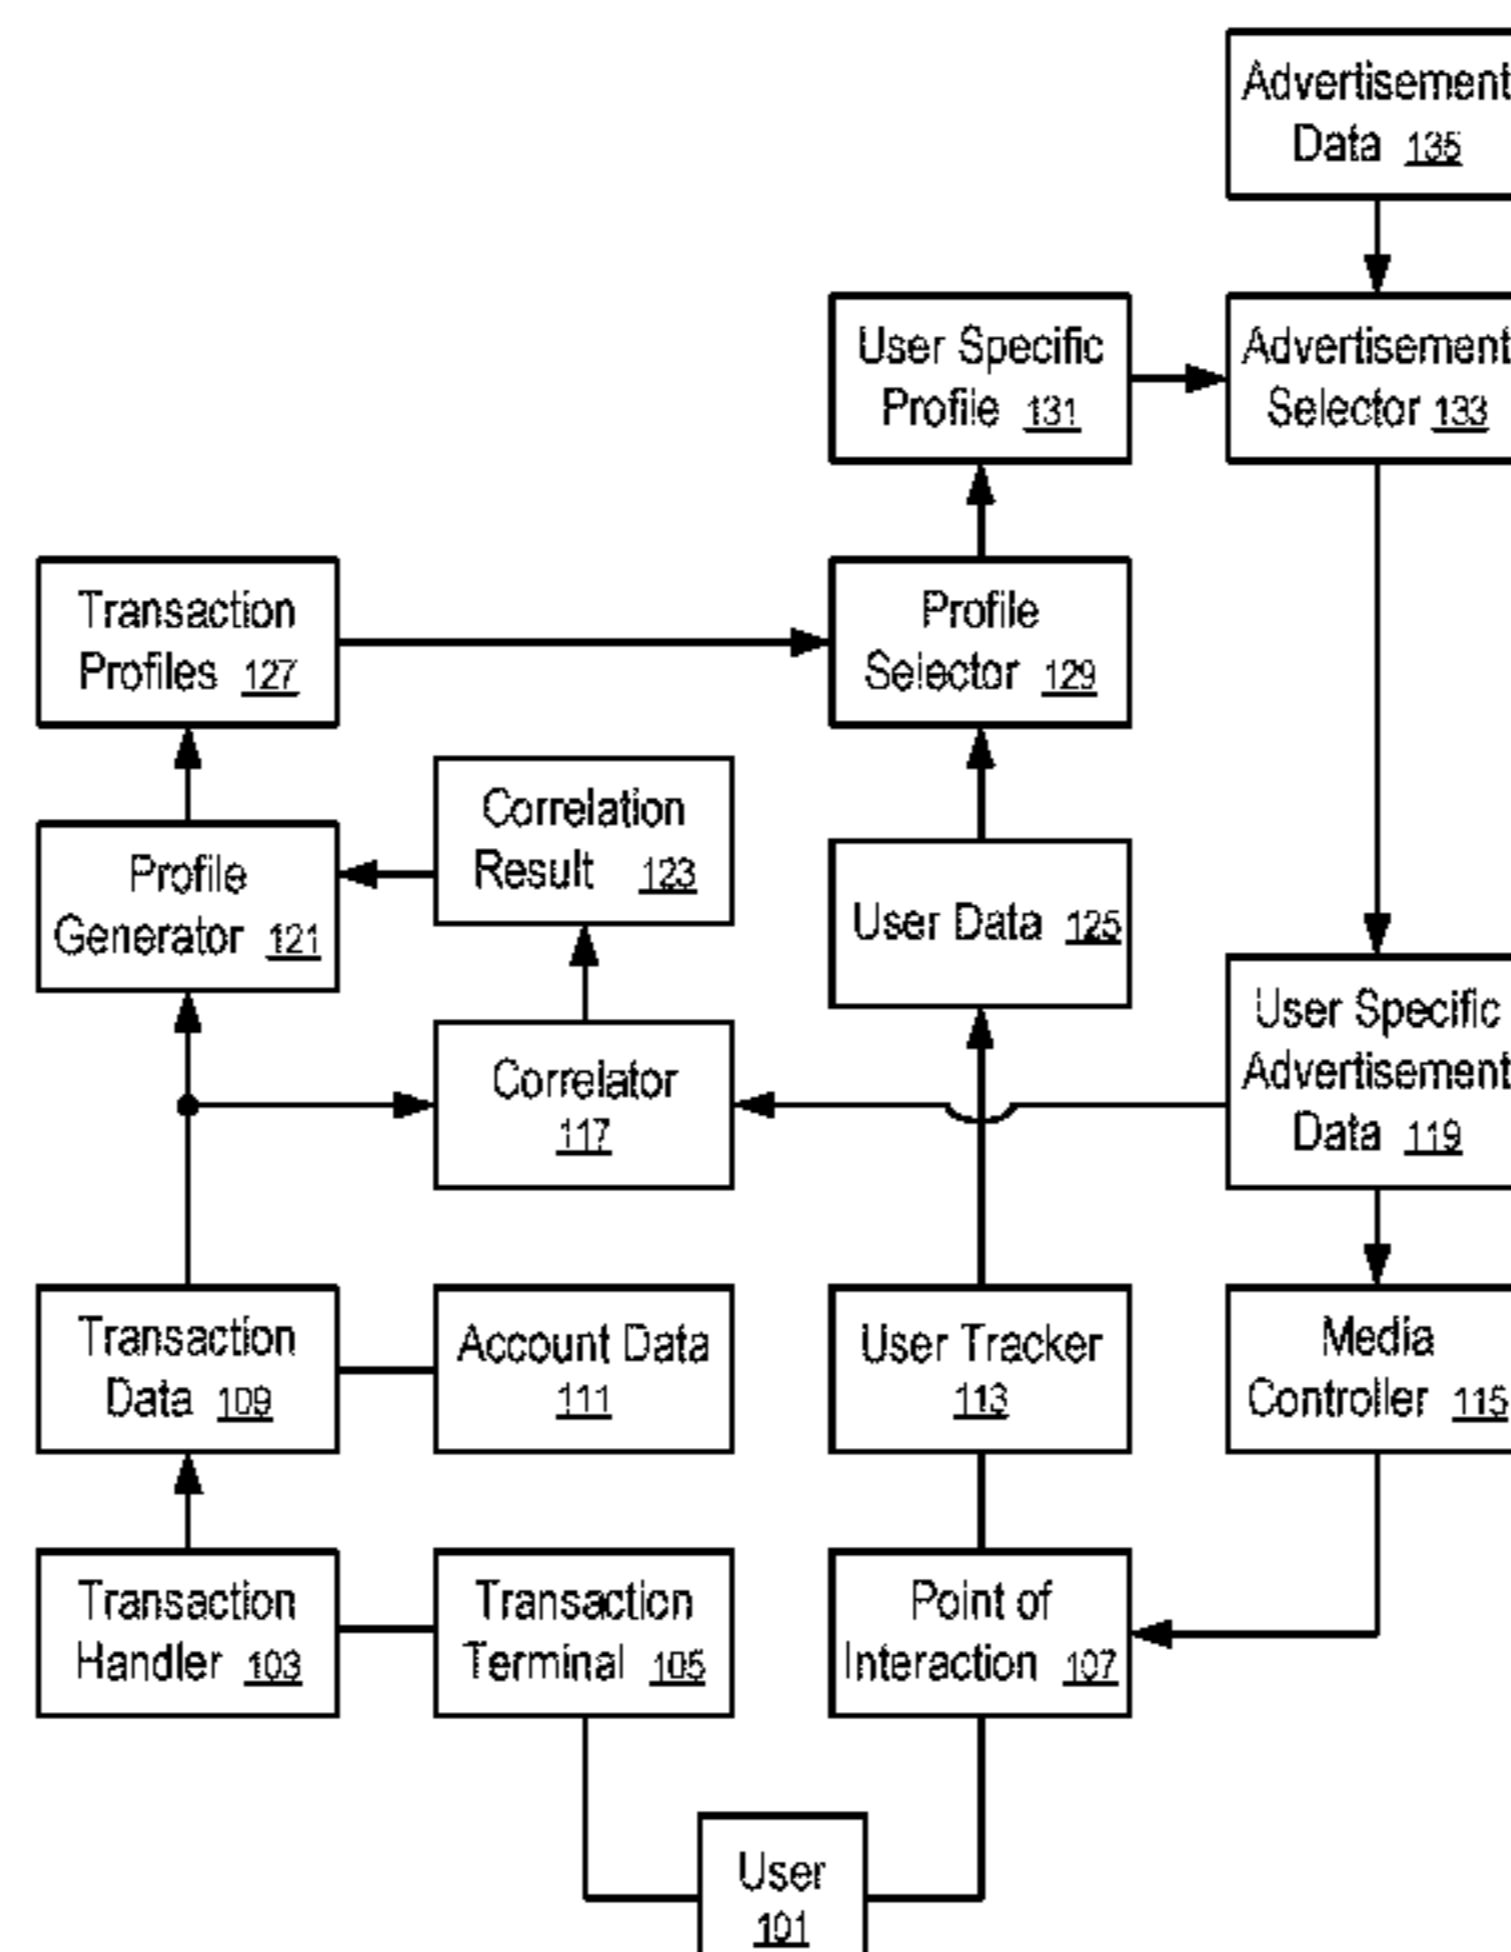 Advertisement
Data 135
User Specific
Profile 131
Advertisement
Selector 133
Transaction
Profiles 127
Profile
Selector 129
Correlation
Result 123
Profile
Generator 121
User Data 125
User Specific
Advertisement
Data 119
Correlator
117
Transaction
Data 109
Account Data
111
User Tracker
113
Media
Controller 115
Transaction
Handler 103
Transaction
Terminal 105
Point of
Interaction 107
User
101